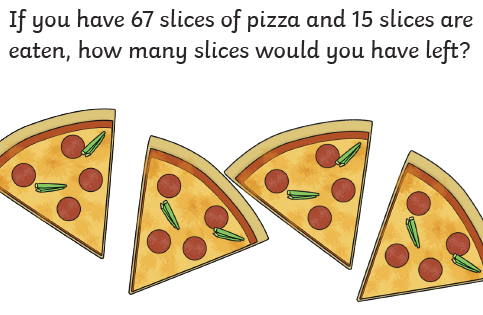 If you have 67 slices of pizza and 15 slices are
eaten, how many slices would you have left?